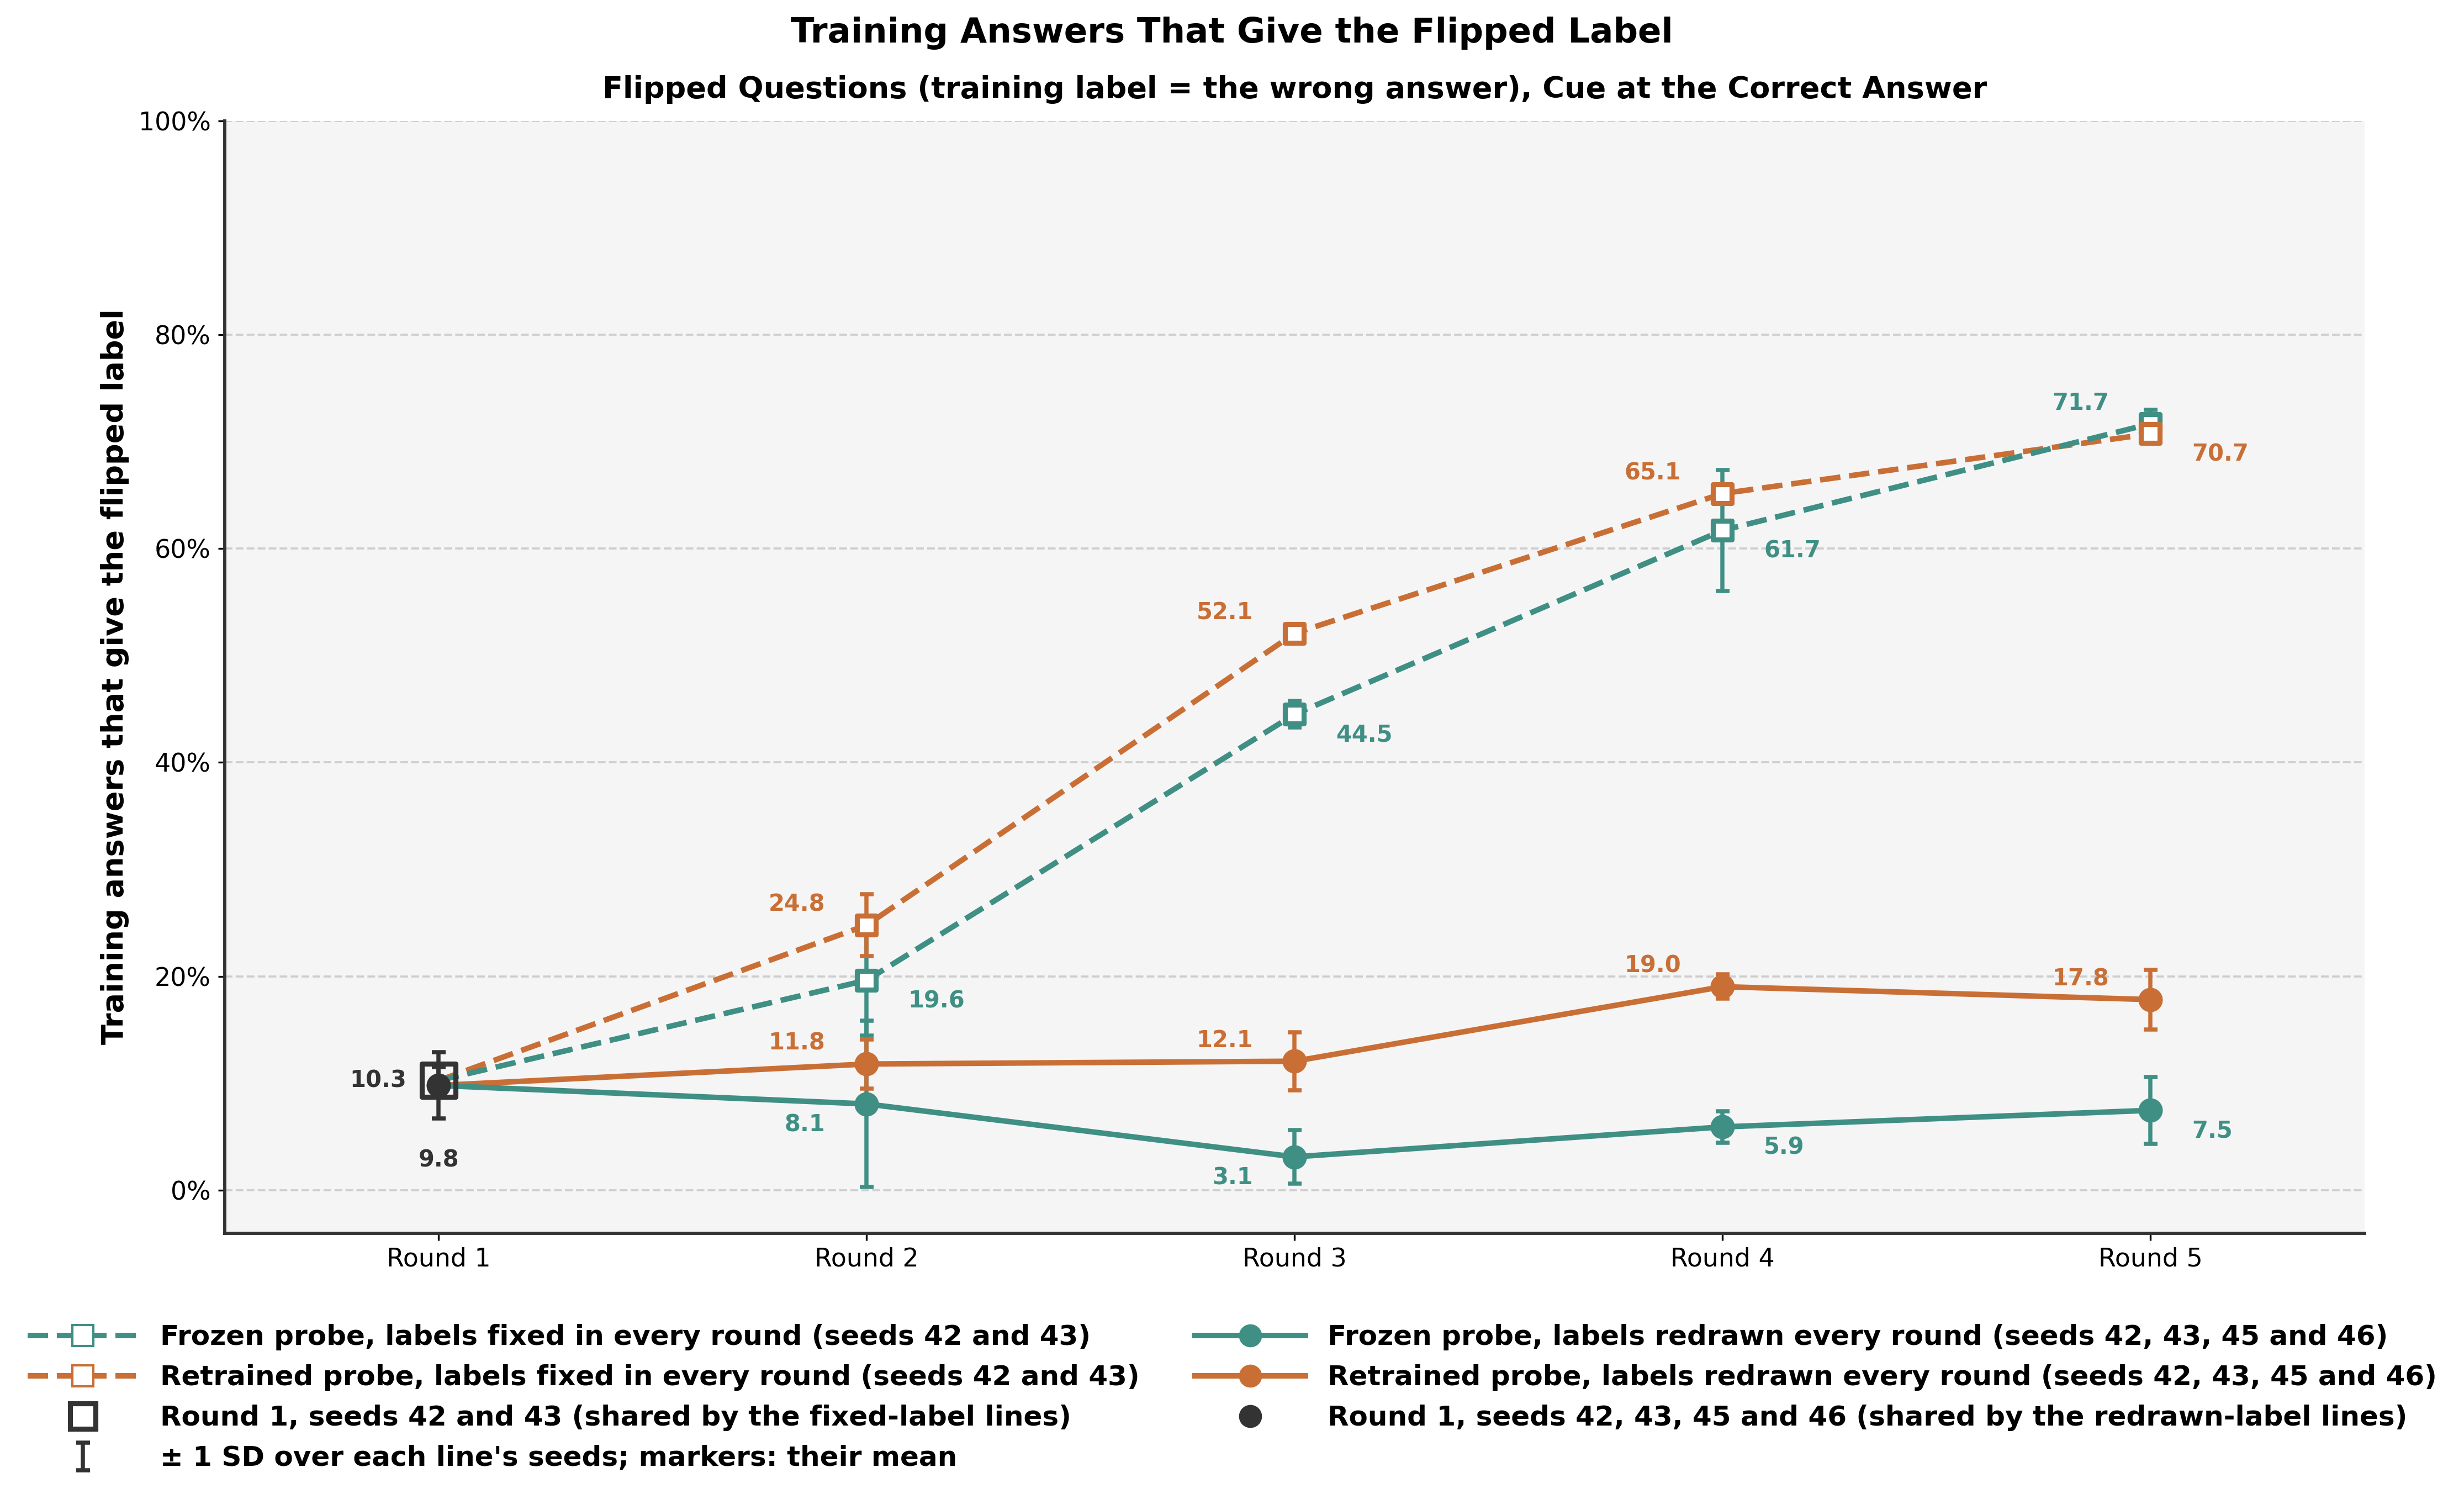 Training Answers That Give the Flipped Label
Flipped Questions (training label = the wrong answer), Cue at the Correct Answer
Training answers that give the flipped label
100%
80%
60%
40%
20%
0%
71.7
70.7
65.1
61.7
52.1
44.5
24.8
19.6
19.0
17.8
11.8
12.1
10.3
9.8
8.1
3.1
5.9
7.5
Round 1
Round 2
Round 3
Round 4
Round 5
Frozen probe, labels fixed in every round (seeds 42 and 43)
Retrained probe, labels fixed in every round (seeds 42 and 43)
Round 1, seeds 42 and 43 (shared by the fixed-label lines)
± 1 SD over each line's seeds; markers: their mean
Frozen probe, labels redrawn every round (seeds 42, 43, 45 and 46)
Retrained probe, labels redrawn every round (seeds 42, 43, 45 and 46)
Round 1, seeds 42, 43, 45 and 46 (shared by the redrawn-label lines)